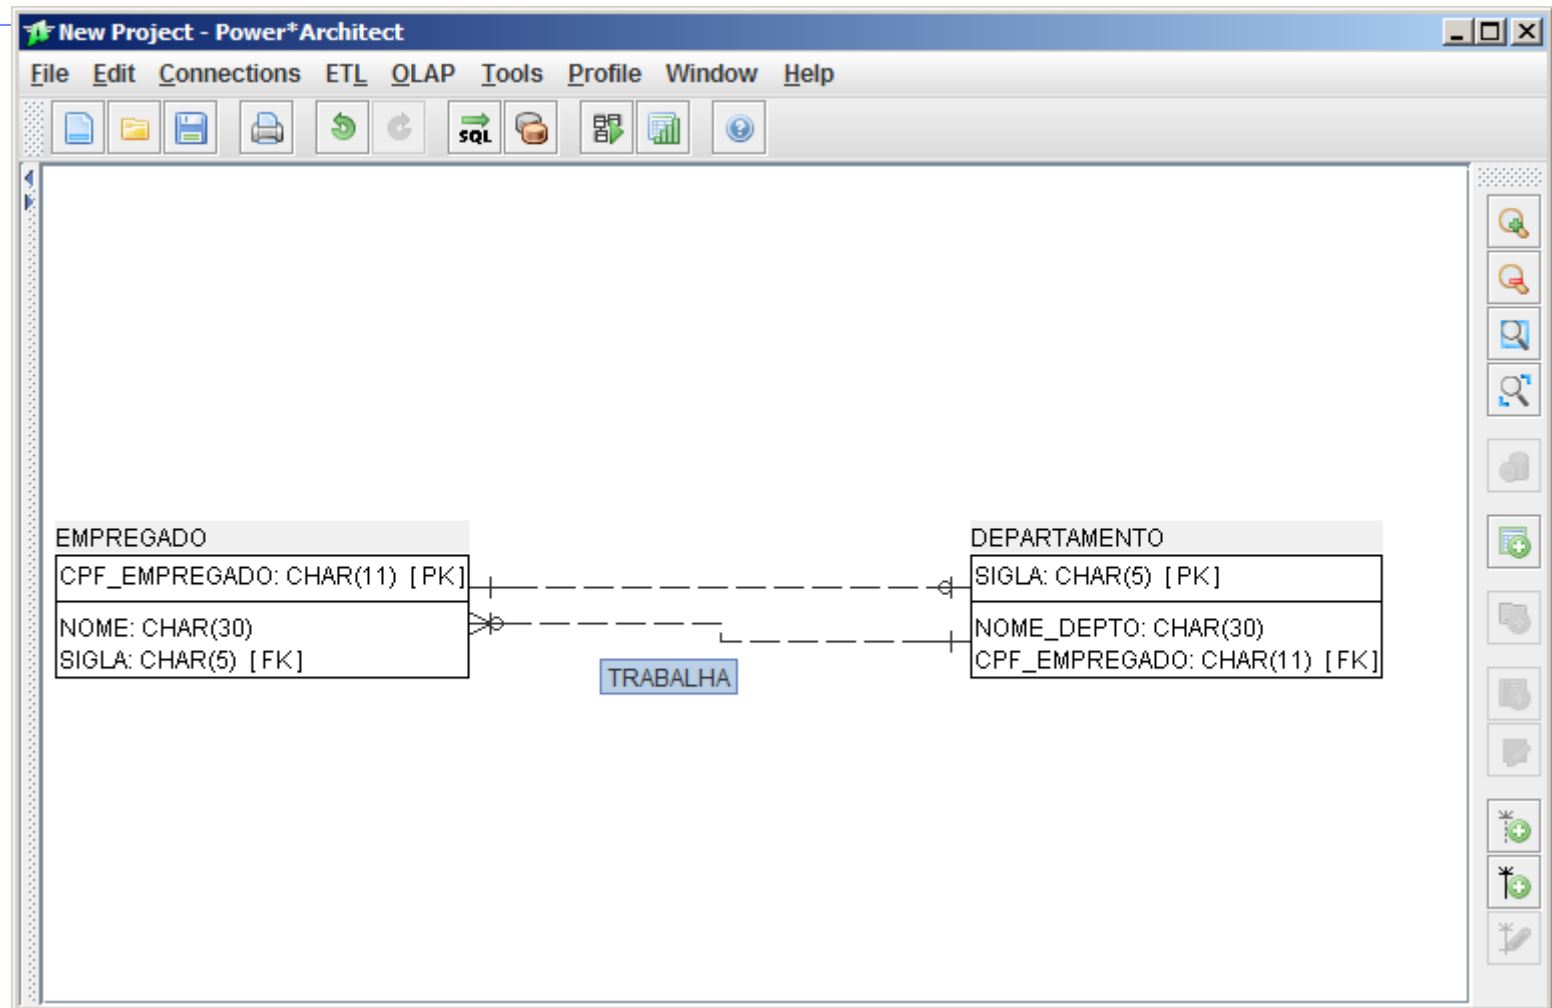 New Project - Power*Architect
File Edit Connections ETL OLAP Tools Profile Window Help
SQL
EMPREGADO
CPF_EMPREGADO: CHAR(11) [PK]
NOME: CHAR(30)
SIGLA: CHAR(5) [FK]
TRABALHA
DEPARTAMENTO
SIGLA: CHAR(5) [PK]
NOME_DEPTO: CHAR(30)
CPF_EMPREGADO: CHAR(11) [FK]